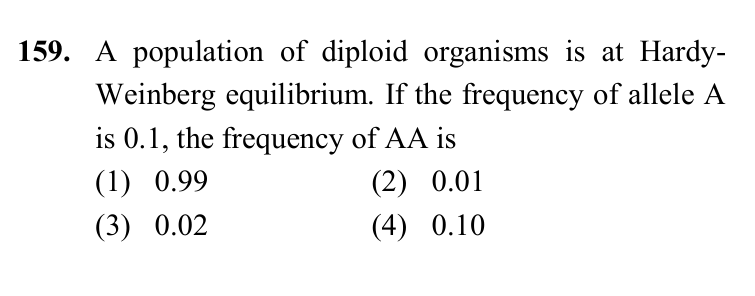 159. A population of diploid organisms is at Hardy-
Weinberg equilibrium. If the frequency of allele A
is 0.1, the frequency of AA is
(1) 0.99 (2) 0.01
(3) 0.02 (4) 0.10